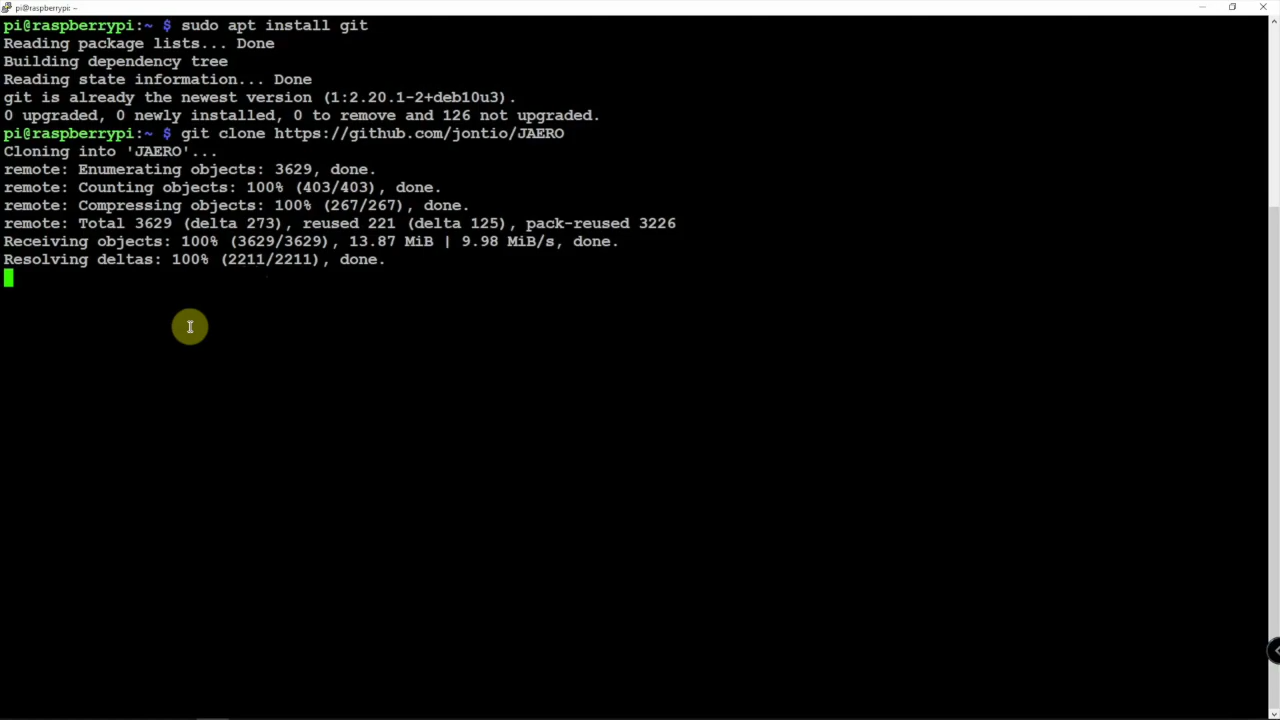 pi@raspberrypi: ~
pi@raspberrypi:~ $ sudo apt install git
Reading package lists... Done
Building dependency tree
Reading state information... Done
git is already the newest version (1:2.20.1-2+deb10u3).
0 upgraded, 0 newly installed, 0 to remove and 126 not upgraded.
pi@raspberrypi:~ $ git clone https://github.com/jontio/JAERO
Cloning into 'JAERO'...
remote: Enumerating objects: 3629, done.
remote: Counting objects: 100% (403/403), done.
remote: Compressing objects: 100% (267/267), done.
remote: Total 3629 (delta 273), reused 221 (delta 125), pack-reused 3226
Receiving objects: 100% (3629/3629), 13.87 MiB | 9.98 MiB/s, done.
Resolving deltas: 100% (2211/2211), done.